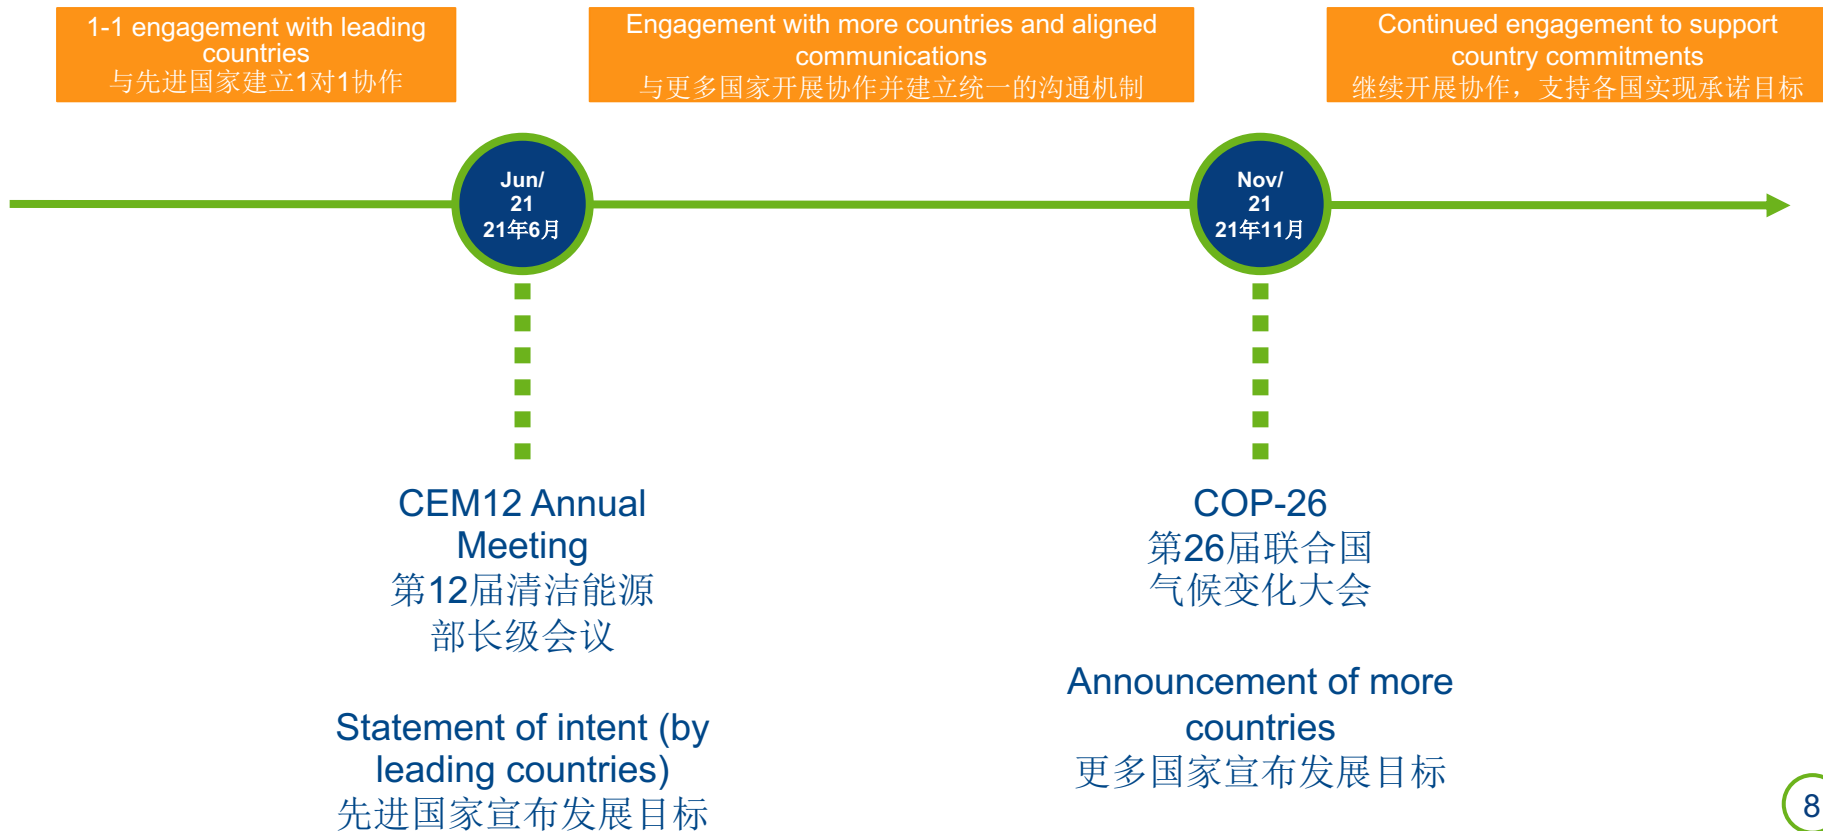 1-1 engagement with leading
countries
与先进国家建立1对1协作
Engagement with more countries and aligned
communications
与更多国家开展协作并建立统一的沟通机制
Continued engagement to support
country commitments
继续开展协作，支持各国实现承诺目标
Jun/
21
21年6月
Nov/
21
21年11月
CEM12 Annual
Meeting
第12届清洁能源
部长级会议
Statement of intent (by
leading countries)
先进国家宣布发展目标
COP-26
第26届联合国
气候变化大会
Announcement of more
countries
更多国家宣布发展目标
8